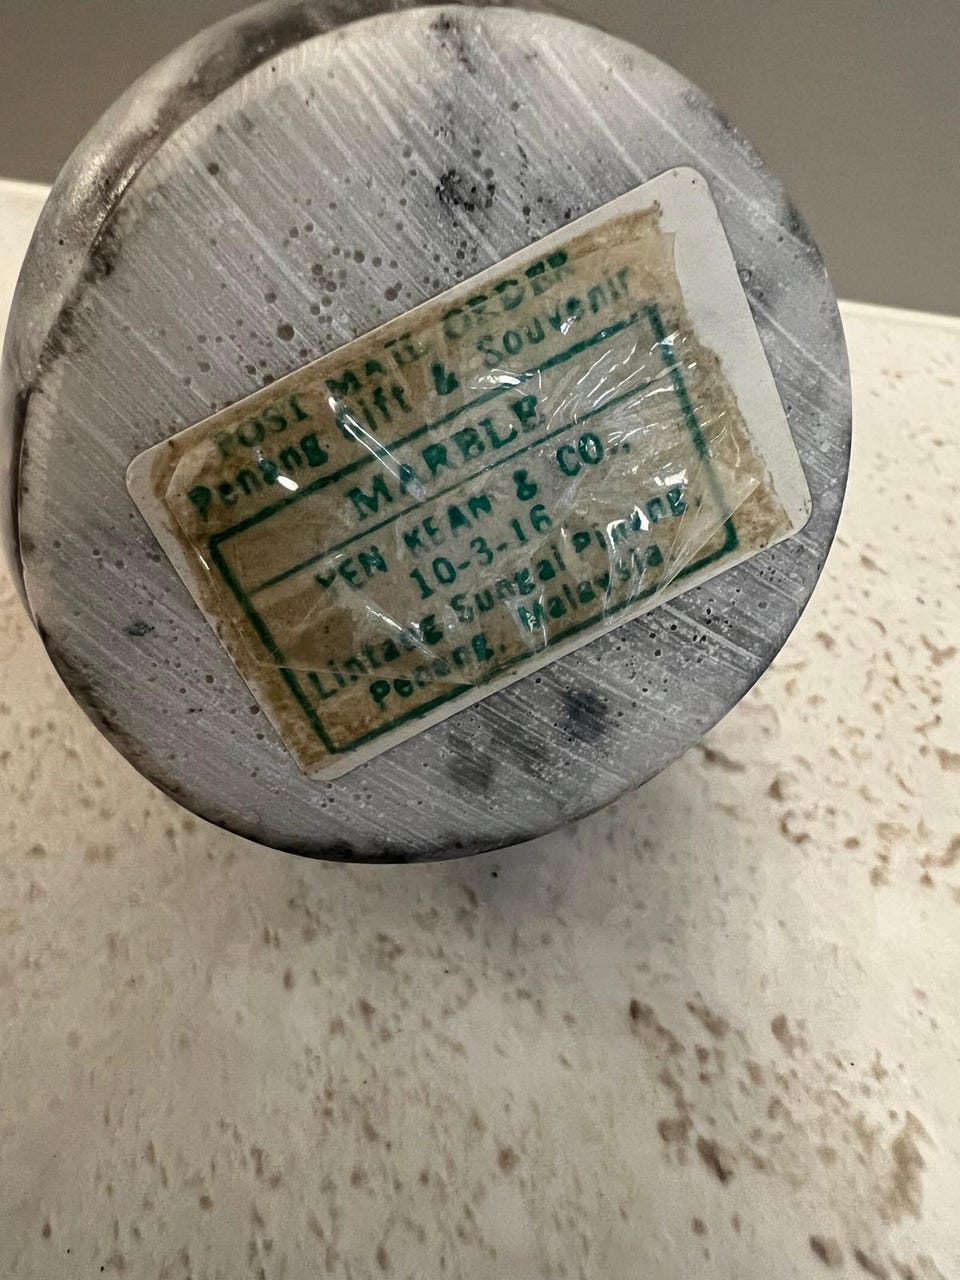 POST MAIL ORDER
Penang Gift & Souvenir
MARBLE
YEN KEAN & CO.,
10-3-16
Lintang Sungai Pinang,
Penang, Malaysia